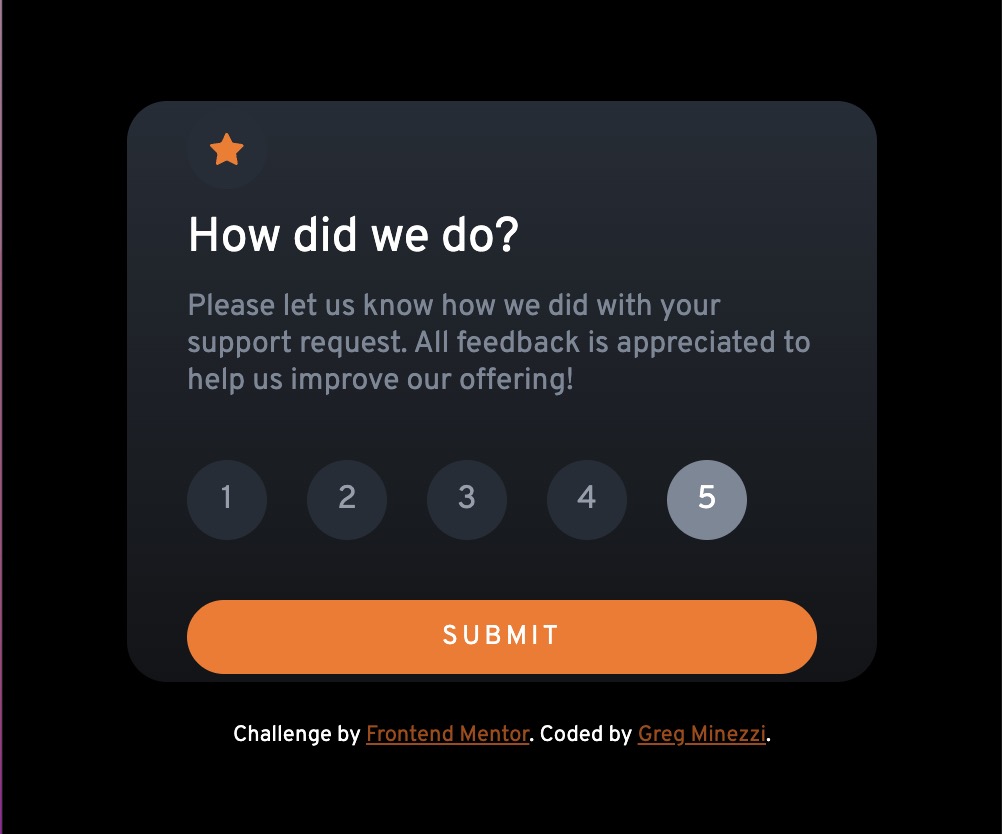 How did we do?
Please let us know how we did with your
support request. All feedback is appreciated to
help us improve our offering!
1 2 3 4 5
SUBMIT
Challenge by Frontend Mentor. Coded by Greg Minezzi.